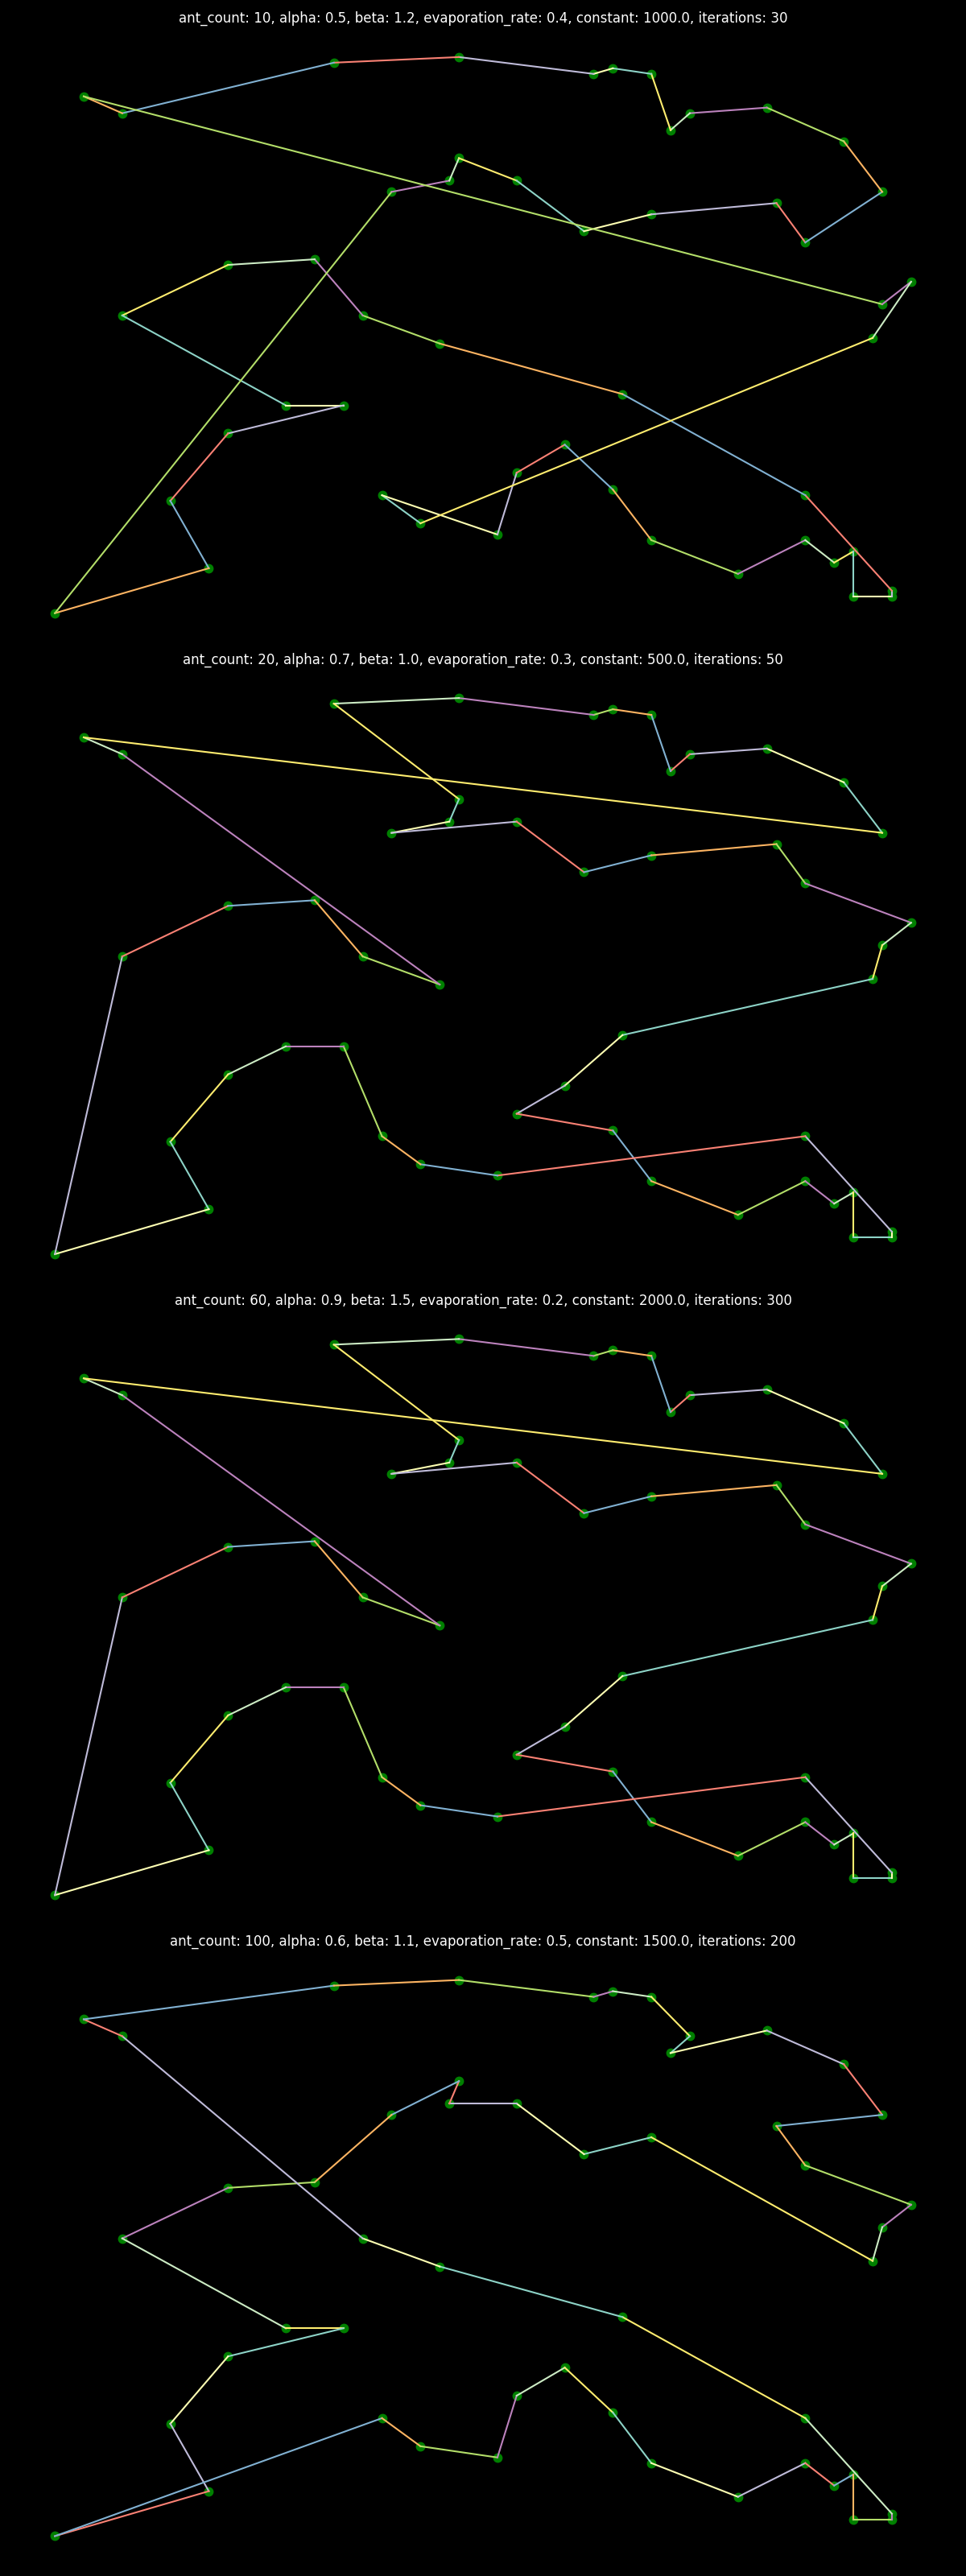 ant_count: 10, alpha: 0.5, beta: 1.2, evaporation_rate: 0.4, constant: 1000.0, iterations: 30
ant_count: 20, alpha: 0.7, beta: 1.0, evaporation_rate: 0.3, constant: 500.0, iterations: 50
ant_count: 60, alpha: 0.9, beta: 1.5, evaporation_rate: 0.2, constant: 2000.0, iterations: 300
ant_count: 100, alpha: 0.6, beta: 1.1, evaporation_rate: 0.5, constant: 1500.0, iterations: 200